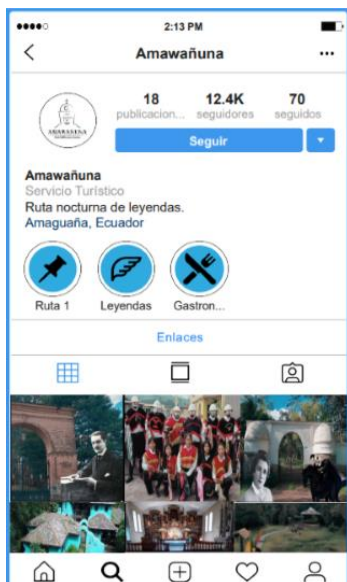 2:13 PM
Amawañuna
18 12.4K 70
publicacion... seguidores seguidos
Seguir
AMAWAÑUNA
Amawañuna
Servicio Turístico
Ruta nocturna de leyendas.
Amaguaña, Ecuador
Ruta 1 Leyendas Gastron...
Enlaces